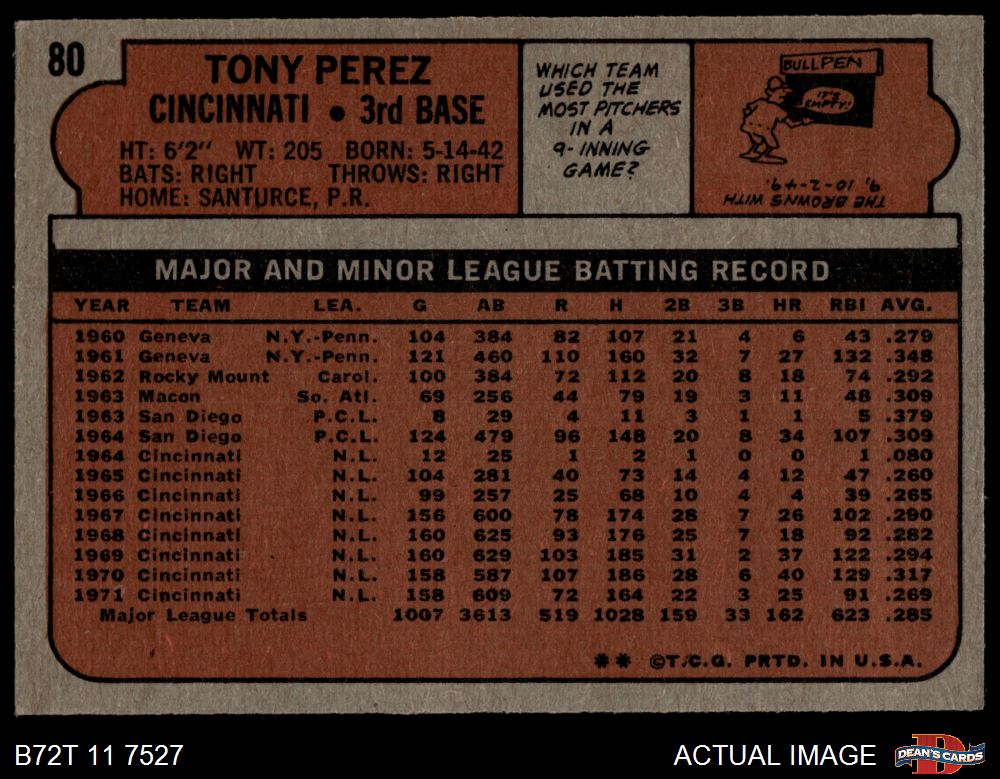 80
TONY PEREZ
CINCINNATI • 3rd BASE
HT: 6'2" WT: 205 BORN: 5-14-42
BATS: RIGHT THROWS: RIGHT
HOME: SANTURCE, P.R.
WHICH TEAM
USED THE
MOST PITCHERS
IN A
9-INNING
GAME?
BULLPEN
IT'S
EMPTY!
THE BROWNS WITH
9, 10-2-49.
MAJOR AND MINOR LEAGUE BATTING RECORD
YEAR TEAM LEA. G AB R H 2B 3B HR RBI AVG.
1960 Geneva N.Y.-Penn. 104 384 82 107 21 4 6 43 .279
1961 Geneva N.Y.-Penn. 121 460 110 160 32 7 27 132 .348
1962 Rocky Mount Carol. 100 384 72 112 20 8 18 74 .292
1963 Macon So. Atl. 69 256 44 79 19 3 11 48 .309
1963 San Diego P.C.L. 8 29 4 11 3 1 1 5 .379
1964 San Diego P.C.L. 124 479 96 148 20 8 34 107 .309
1964 Cincinnati N.L. 12 25 1 2 1 0 0 1 .080
1965 Cincinnati N.L. 104 281 40 73 14 4 12 47 .260
1966 Cincinnati N.L. 99 257 25 68 10 4 4 39 .265
1967 Cincinnati N.L. 156 600 78 174 28 7 26 102 .290
1968 Cincinnati N.L. 160 625 93 176 25 7 18 92 .282
1969 Cincinnati N.L. 160 629 103 185 31 2 37 122 .294
1970 Cincinnati N.L. 158 587 107 186 28 6 40 129 .317
1971 Cincinnati N.L. 158 609 72 164 22 3 25 91 .269
Major League Totals 1007 3613 519 1028 159 33 162 623 .285
** ©T.C.G. PRTD. IN U.S.A.
B72T 11 7527
ACTUAL IMAGE
DEAN'S CARDS